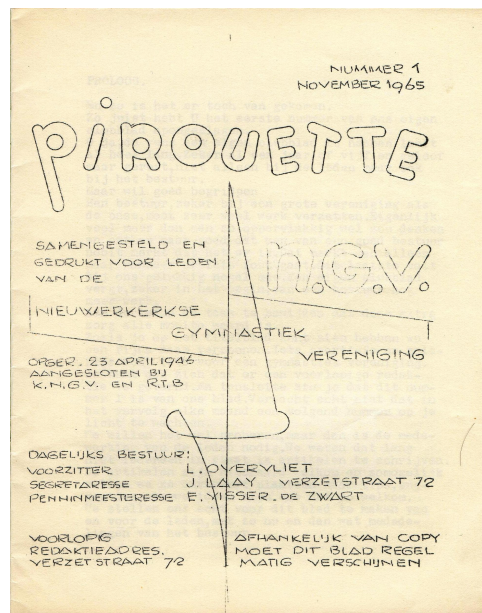 NUMMER 1
NOVEMBER 1965
PIROUETTE
SAMENGESTELD EN
GEDRUKT VOOR LEDEN
VAN DE
N.G.V.
NIEUWERKERKSE
GYMNASTIEK
VERENIGING
OPGER. 23 APRIL 1946
AANGESLOTEN BIJ
K.N.G.V. EN R.T.B
DAGELIJKS BESTUUR:
VOORZITTER L. OVERVLIET
SEGRETARESSE J. LAAY VERZETSTRAAT 72
PENNINMEESTERESSE E. VISSER. DE ZWART
VOORLOPIG
REDAKTIEADRES.
VERZETSTRAAT 72
AFHANKELIJK VAN COPY
MOET DIT BLAD REGEL
MATIG VERSCHIJNEN